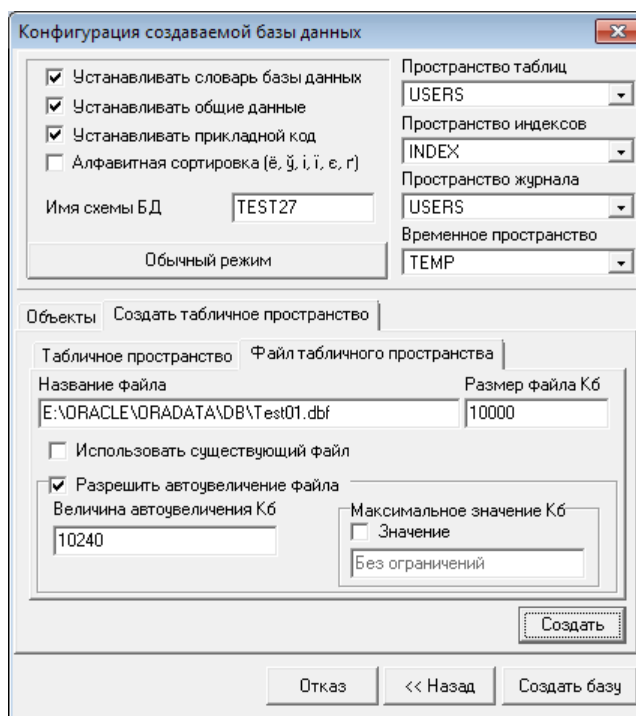 Конфигурация создаваемой базы данных
Устанавливать словарь базы данных
Устанавливать общие данные
Устанавливать прикладной код
Алфавитная сортировка (ё, ў, і, ї, є, ґ)
Имя схемы БД TEST27
Обычный режим
Пространство таблиц
USERS
Пространство индексов
INDEX
Пространство журнала
USERS
Временное пространство
TEMP
Объекты Создать табличное пространство
Табличное пространство Файл табличного пространства
Название файла Размер файла Кб
E:\ORACLE\ORADATA\DB\Test01.dbf 10000
Использовать существующий файл
Разрешить автоувеличение файла
Величина автоувеличения Кб
10240
Максимальное значение Кб
Значение
Без ограничений
Создать
Отказ << Назад Создать базу